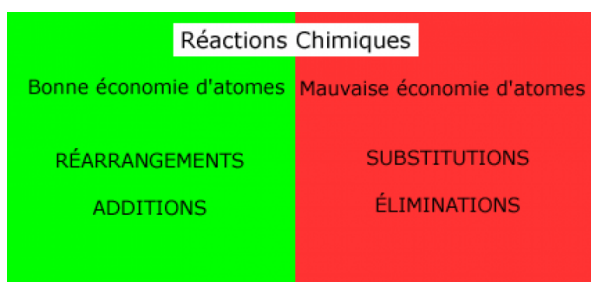 Réactions Chimiques
Bonne économie d'atomes
Mauvaise économie d'atomes
RÉARRANGEMENTS
SUBSTITUTIONS
ADDITIONS
ÉLIMINATIONS